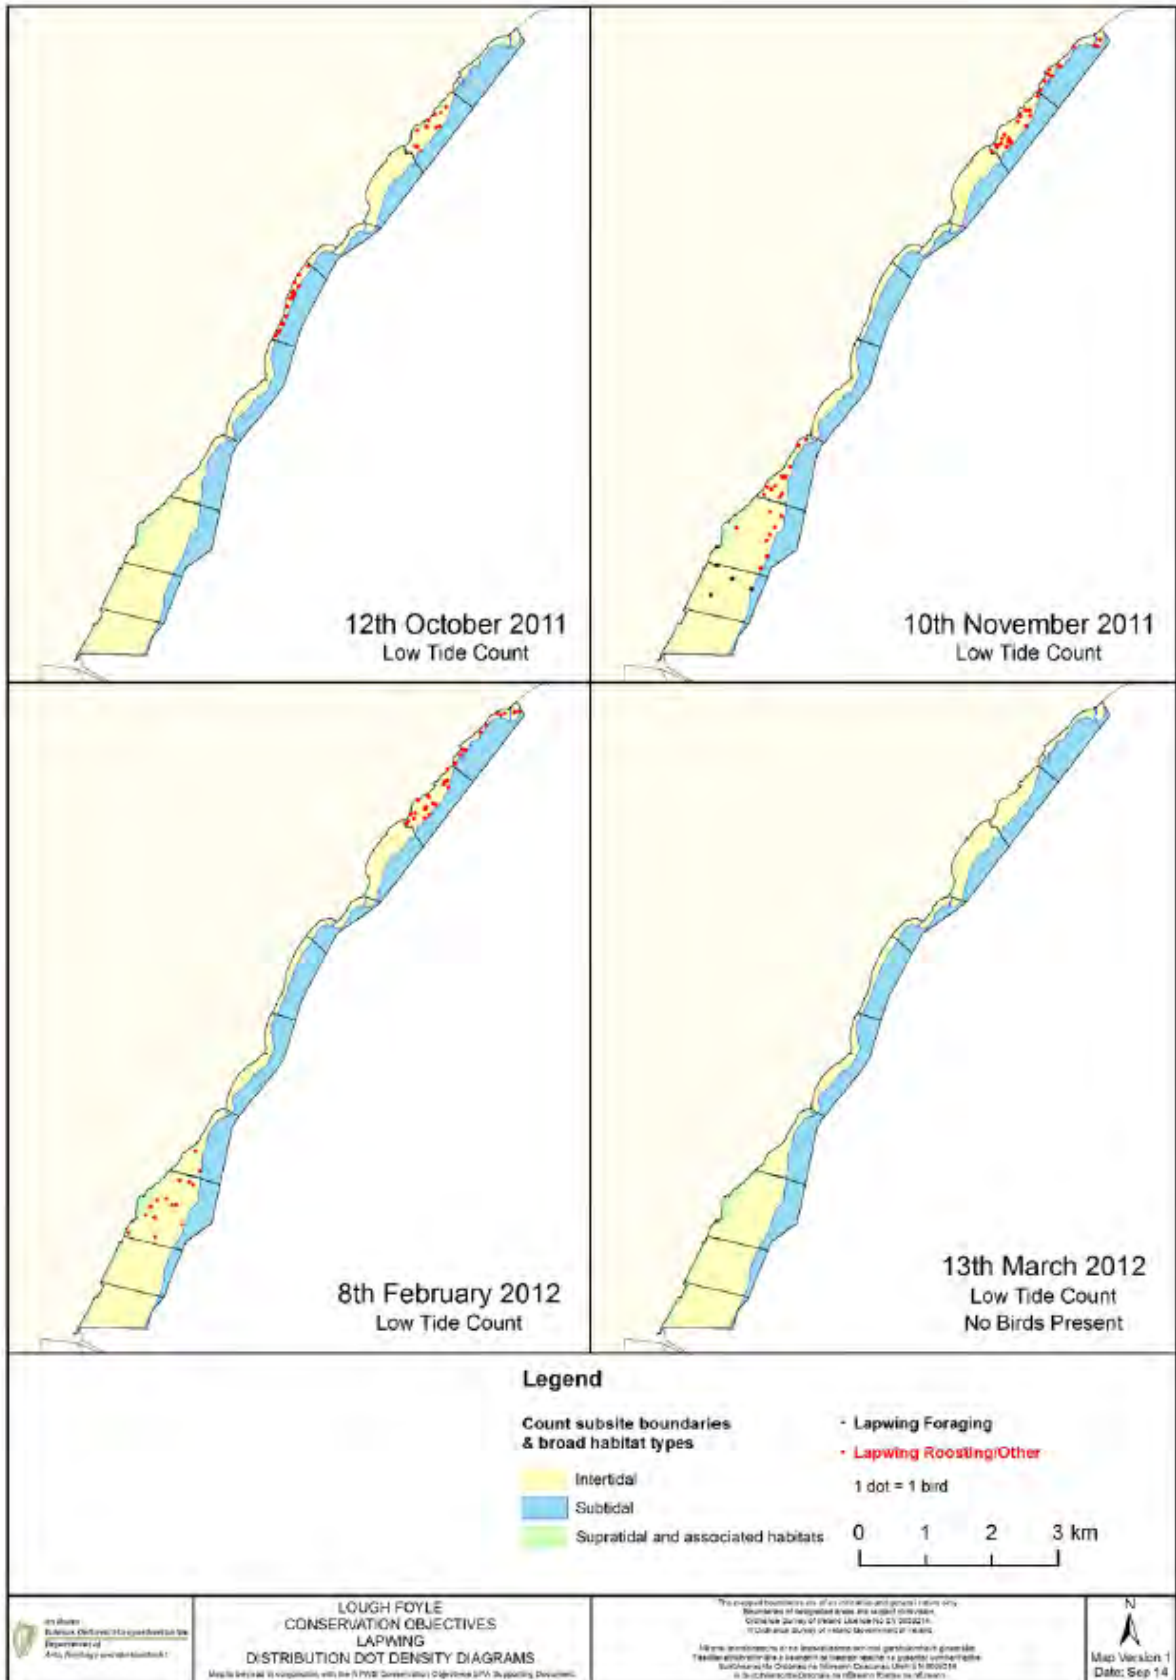 12th October 2011
Low Tide Count
10th November 2011
Low Tide Count
8th February 2012
Low Tide Count
13th March 2012
Low Tide Count
No Birds Present
Legend
Count subsite boundaries
& broad habitat types
Intertidal
Subtidal
Supratidal and associated habitats
Lapwing Foraging
Lapwing Roosting/Other
1 dot = 1 bird
0 1 2 3 km
LOUGH FOYLE
CONSERVATION OBJECTIVES
LAPWING
DISTRIBUTION DOT DENSITY DIAGRAMS
N
Map Version 1
Date: Sep